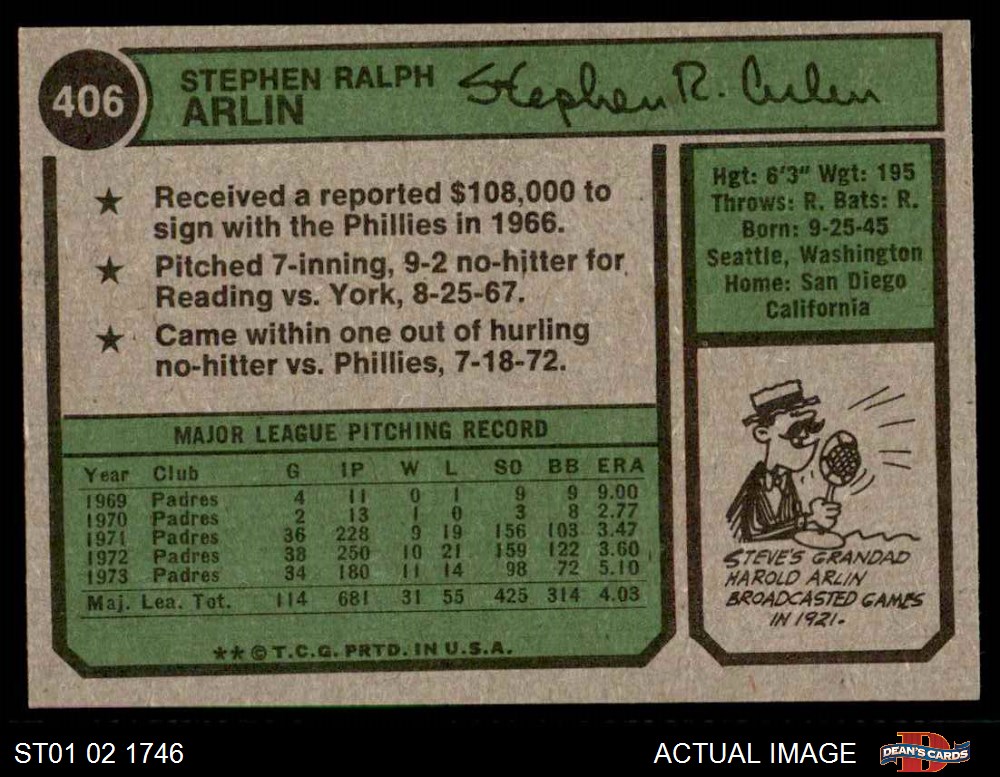 406
STEPHEN RALPH
ARLIN
Stephen R. Arlin
★ Received a reported $108,000 to
sign with the Phillies in 1966.
★ Pitched 7-inning, 9-2 no-hitter for
Reading vs. York, 8-25-67.
★ Came within one out of hurling
no-hitter vs. Phillies, 7-18-72.
MAJOR LEAGUE PITCHING RECORD
Year Club G IP W L SO BB ERA
1969 Padres 4 11 0 1 9 9 9.00
1970 Padres 2 13 1 0 3 8 2.77
1971 Padres 36 228 9 19 156 103 3.47
1972 Padres 38 250 10 21 159 122 3.60
1973 Padres 34 180 11 14 98 72 5.10
Maj. Lea. Tot. 114 681 31 55 425 314 4.03
** © T.C.G. PRTD. IN U.S.A.
Hgt: 6'3" Wgt: 195
Throws: R. Bats: R.
Born: 9-25-45
Seattle, Washington
Home: San Diego
California
STEVE'S GRANDAD
HAROLD ARLIN
BROADCASTED GAMES
IN 1921.
ST01 02 1746
ACTUAL IMAGE
DEAN'S CARDS